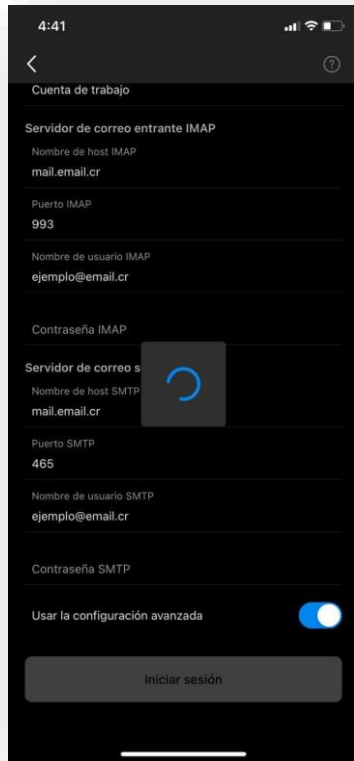 4:41
?
Cuenta de trabajo
Servidor de correo entrante IMAP
Nombre de host IMAP
mail.email.cr
Puerto IMAP
993
Nombre de usuario IMAP
ejemplo@email.cr
Contraseña IMAP
Servidor de correo s
Nombre de host SMTP
mail.email.cr
Puerto SMTP
465
Nombre de usuario SMTP
ejemplo@email.cr
Contraseña SMTP
Usar la configuración avanzada
Iniciar sesión